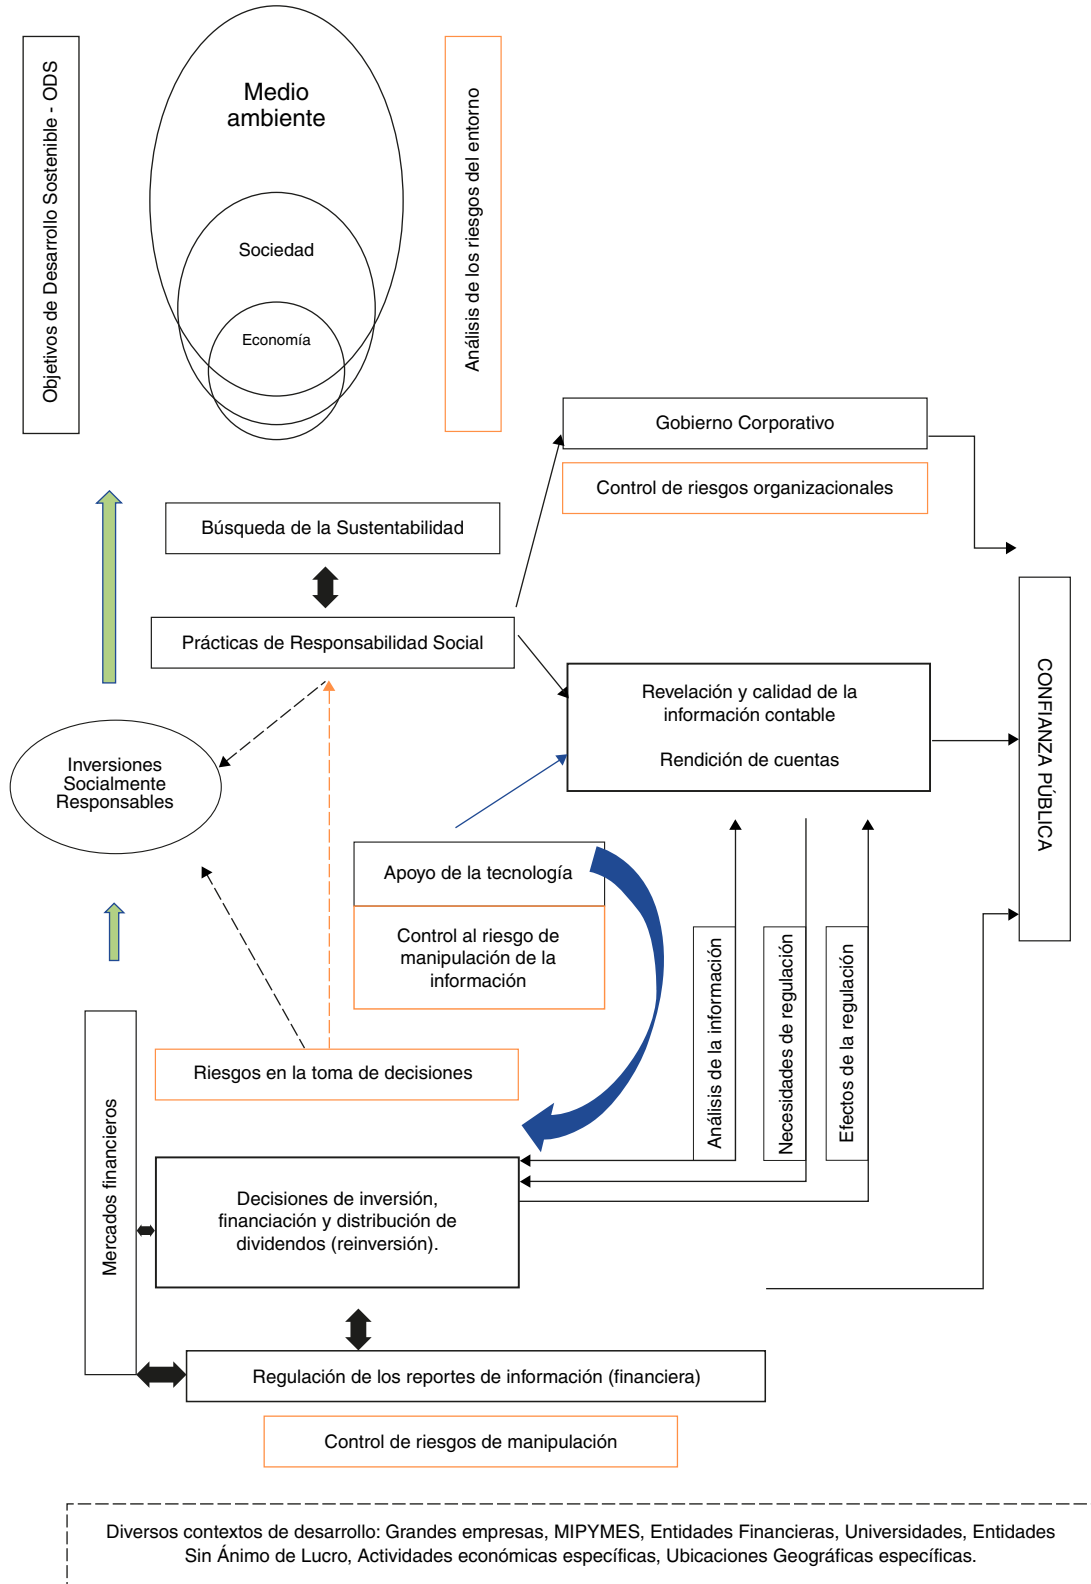 Objetivos de Desarrollo Sostenible - ODS
Medio
ambiente
Sociedad
Economía
Análisis de los riesgos del entorno
Gobierno Corporativo
Control de riesgos organizacionales
Búsqueda de la Sustentabilidad
Prácticas de Responsabilidad Social
Revelación y calidad de la
información contable
Rendición de cuentas
CONFIANZA PÚBLICA
Inversiones
Socialmente
Responsables
Apoyo de la tecnología
Control al riesgo de
manipulación de la
información
Análisis de la información
Necesidades de regulación
Efectos de la regulación
Riesgos en la toma de decisiones
Mercados financieros
Decisiones de inversión,
financiación y distribución de
dividendos (reinversión).
Regulación de los reportes de información (financiera)
Control de riesgos de manipulación
Diversos contextos de desarrollo: Grandes empresas, MIPYMES, Entidades Financieras, Universidades, Entidades
Sin Ánimo de Lucro, Actividades económicas específicas, Ubicaciones Geográficas específicas.